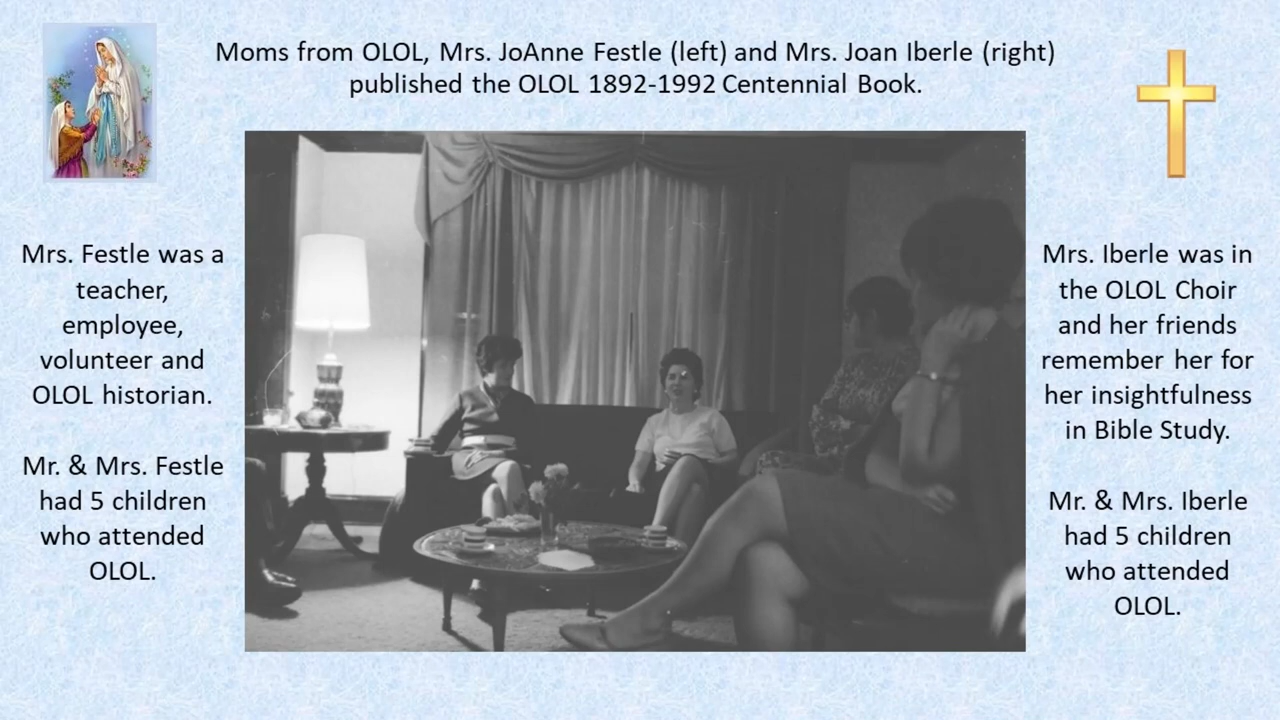 Moms from OLOL, Mrs. JoAnne Festle (left) and Mrs. Joan Iberle (right)
published the OLOL 1892-1992 Centennial Book.
Mrs. Festle was a
teacher,
employee,
volunteer and
OLOL historian.
Mr. & Mrs. Festle
had 5 children
who attended
OLOL.
Mrs. Iberle was in
the OLOL Choir
and her friends
remember her for
her insightfulness
in Bible Study.
Mr. & Mrs. Iberle
had 5 children
who attended
OLOL.